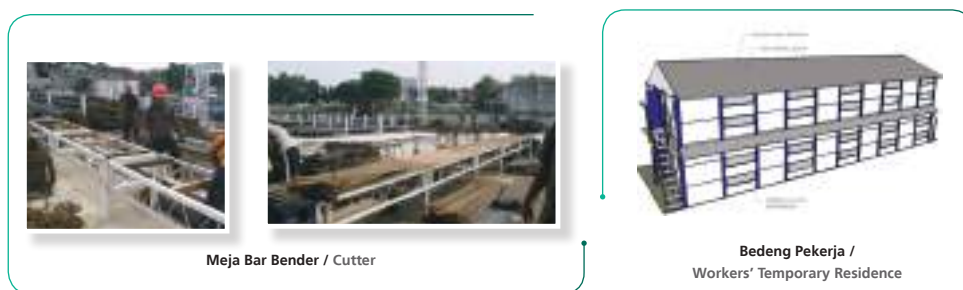 Meja Bar Bender / Cutter
Bedeng Pekerja /
Workers' Temporary Residence